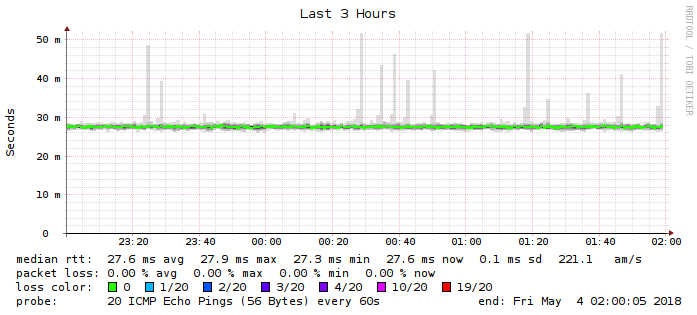 Last 3 Hours
RRDTOOL / TOBI OETIKER
Seconds
50 m
40 m
30 m
20 m
10 m
0
23:20 23:40 00:00 00:20 00:40 01:00 01:20 01:40 02:00
median rtt: 27.6 ms avg 27.9 ms max 27.3 ms min 27.6 ms now 0.1 ms sd 221.1 am/s
packet loss: 0.00 % avg 0.00 % max 0.00 % min 0.00 % now
loss color: 0 1/20 2/20 3/20 4/20 10/20 19/20
probe: 20 ICMP Echo Pings (56 Bytes) every 60s end: Fri May 4 02:00:05 2018